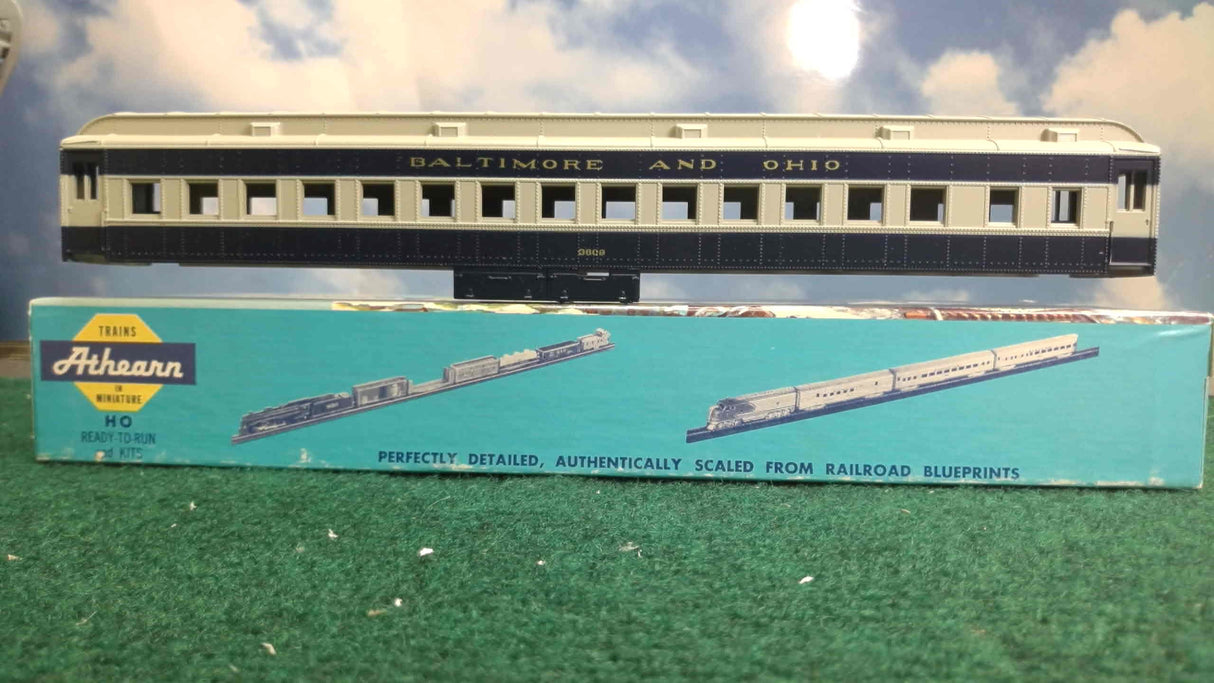 BALTIMORE AND OHIO
TRAINS
Athearn
IN
MINIATURE
HO
READY-TO-RUN
KITS
PERFECTLY DETAILED, AUTHENTICALLY SCALED FROM RAILROAD BLUEPRINTS